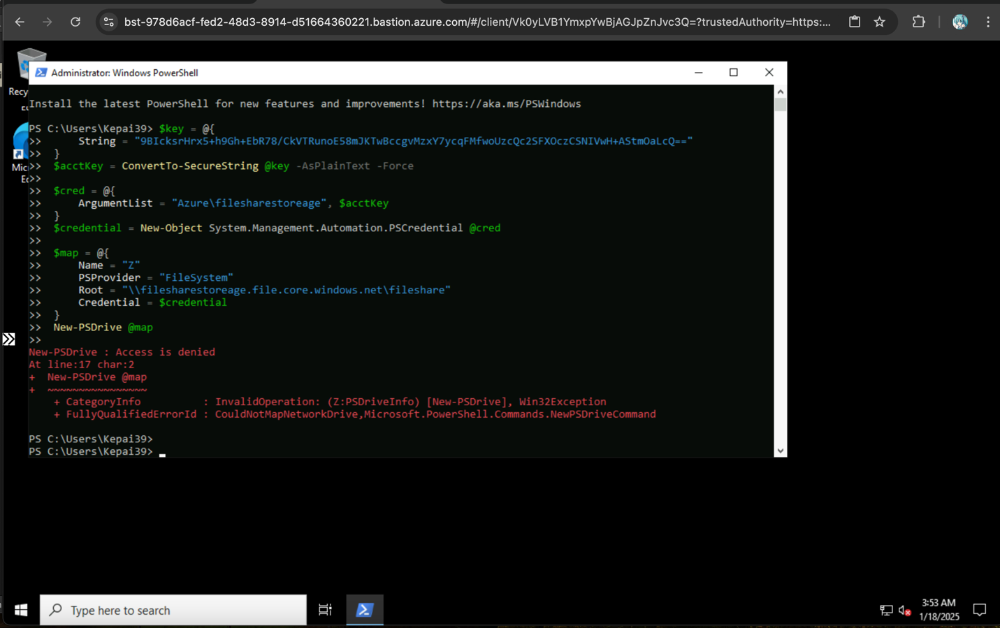 bst-978d6acf-fed2-48d3-8914-d51664360221.bastion.azure.com/#/client/Vk0yLVB1YmxpYwBjAGJpZnJvc3Q=?trustedAuthority=https:...
Recy
Administrator: Windows PowerShell
Install the latest PowerShell for new features and improvements! https://aka.ms/PSWindows
PS C:\Users\Kepai39> $key = @{
>>      String = "9BIcksrHrx5+h9Gh+EbR78/CkVTRunoE58mJKTwBccgvMzxY7ycqFMfwoUzcQc2SFXOczCSNIVwH+AStmOaLcQ=="
>>  }
Mic
>>  $acctKey = ConvertTo-SecureString @key -AsPlainText -Force
>>
>>  $cred = @{
>>      ArgumentList = "Azure\filesharestoreage", $acctKey
>>  }
>>  $credential = New-Object System.Management.Automation.PSCredential @cred
>>
>>  $map = @{
>>      Name = "Z"
>>      PSProvider = "FileSystem"
>>      Root = "\\filesharestoreage.file.core.windows.net\fileshare"
>>      Credential = $credential
>>  }
>>  New-PSDrive @map
>>
New-PSDrive : Access is denied
At line:17 char:2
+  New-PSDrive @map
+  ~~~~~~~~~~~~~~~~
    + CategoryInfo          : InvalidOperation: (Z:PSDriveInfo) [New-PSDrive], Win32Exception
    + FullyQualifiedErrorId : CouldNotMapNetworkDrive,Microsoft.PowerShell.Commands.NewPSDriveCommand
PS C:\Users\Kepai39>
PS C:\Users\Kepai39>
Type here to search
3:53 AM
1/18/2025